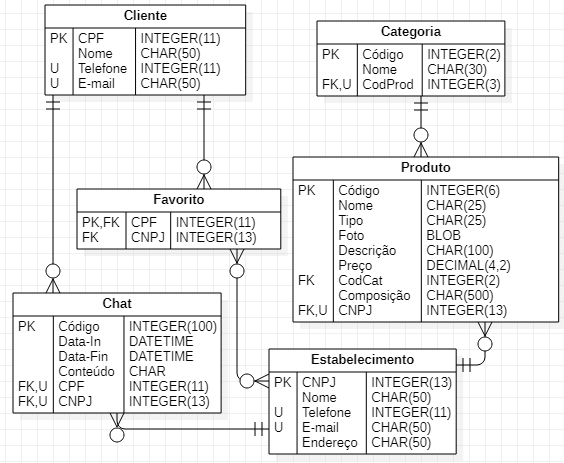 Cliente
PK CPF INTEGER(11)
Nome CHAR(50)
U Telefone INTEGER(11)
U E-mail CHAR(50)
Categoria
PK Código INTEGER(2)
Nome CHAR(30)
FK,U CodProd INTEGER(3)
Favorito
PK,FK CPF INTEGER(11)
FK CNPJ INTEGER(13)
Produto
PK Código INTEGER(6)
Nome CHAR(25)
Tipo CHAR(25)
Foto BLOB
Descrição CHAR(100)
Preço DECIMAL(4,2)
FK CodCat INTEGER(2)
Composição CHAR(500)
FK,U CNPJ INTEGER(13)
Chat
PK Código INTEGER(100)
Data-In DATETIME
Data-Fin DATETIME
Conteúdo CHAR
FK,U CPF INTEGER(11)
FK,U CNPJ INTEGER(13)
Estabelecimento
PK CNPJ INTEGER(13)
Nome CHAR(50)
U Telefone INTEGER(11)
U E-mail CHAR(50)
Endereço CHAR(50)